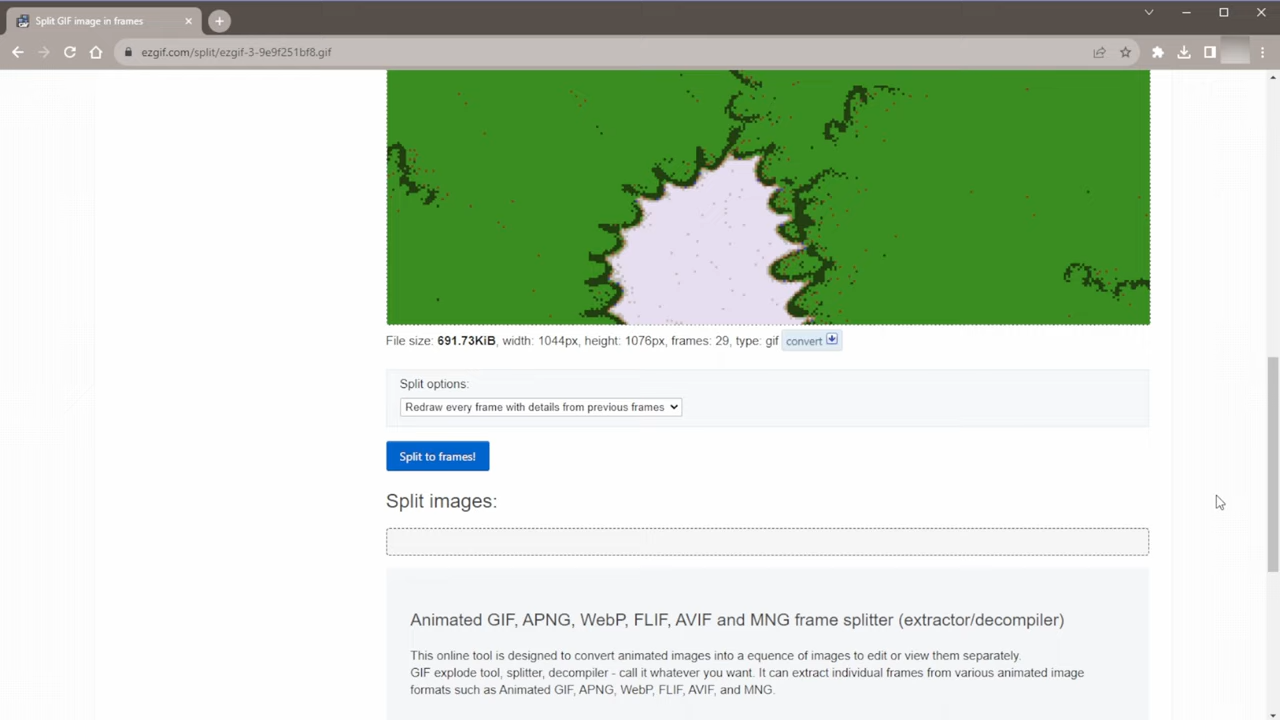 Split GIF image in frames
ezgif.com/split/ezgif-3-9e9f251bf8.gif
File size: 691.73KiB, width: 1044px, height: 1076px, frames: 29, type: gif convert
Split options:
Redraw every frame with details from previous frames
Split to frames!
Split images:
Animated GIF, APNG, WebP, FLIF, AVIF and MNG frame splitter (extractor/decompiler)
This online tool is designed to convert animated images into a equence of images to edit or view them separately.
GIF explode tool, splitter, decompiler - call it whatever you want. It can extract individual frames from various animated image
formats such as Animated GIF, APNG, WebP, FLIF, AVIF, and MNG.